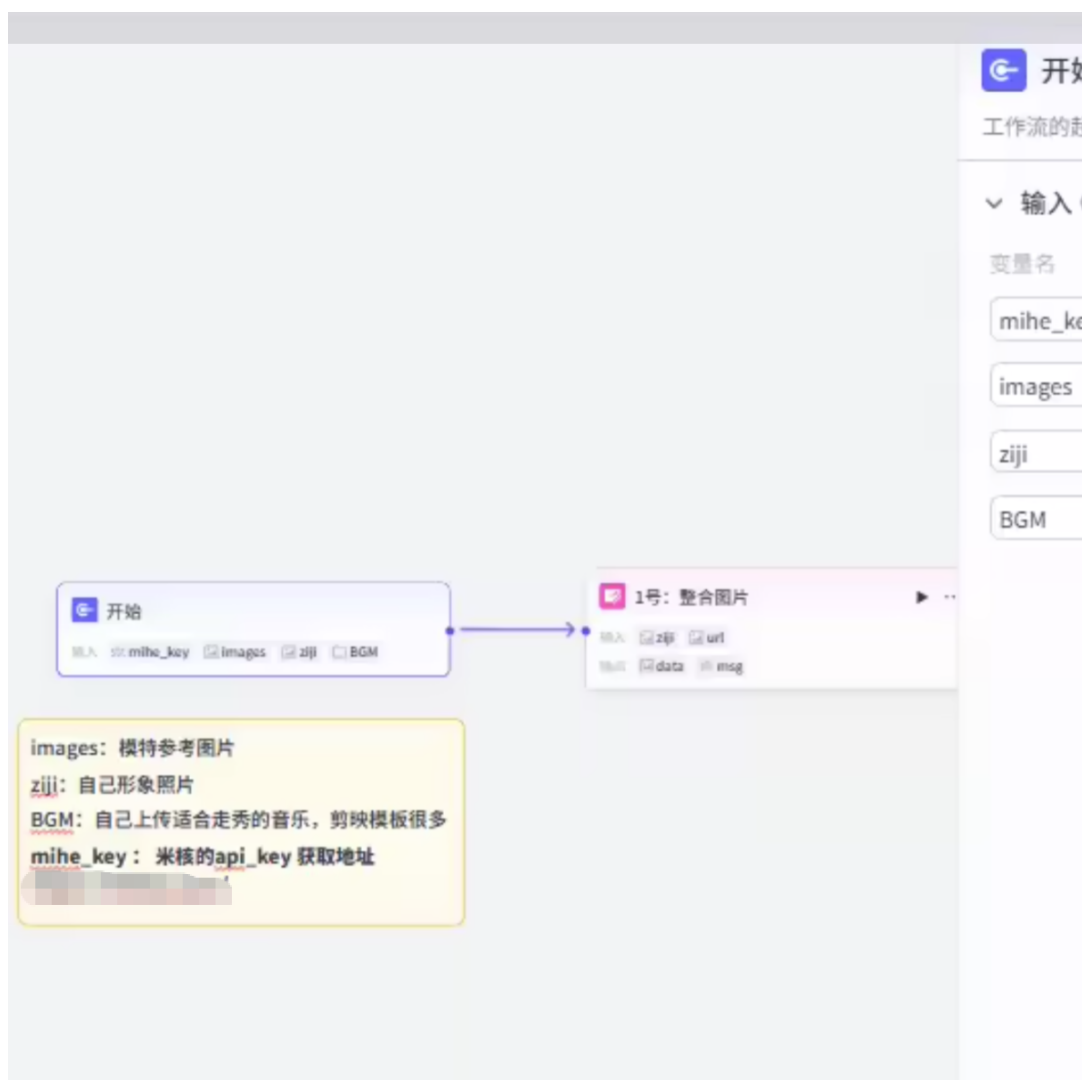 开始
工作流的起
输入
变量名
mihe_ke
images
ziji
BGM
开始
输入 mihe_key images ziji BGM
1号：整合图片
输入 ziji url
输出 data msg
images：模特参考图片
ziji：自己形象照片
BGM：自己上传适合走秀的音乐，剪映模板很多
mihe_key： 米核的api_key 获取地址